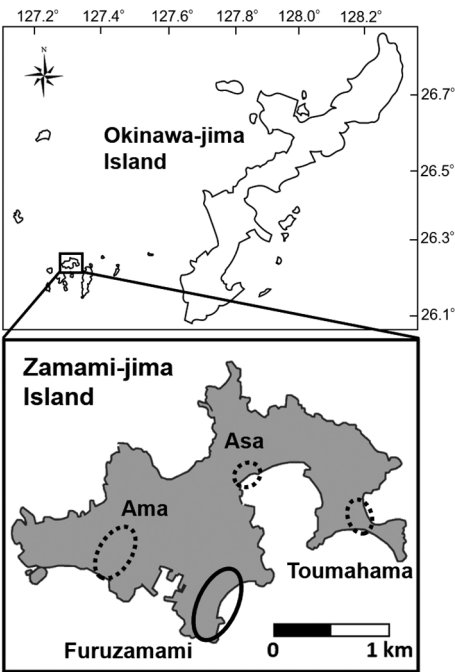 127.2° 127.4° 127.6° 127.8° 128.0° 128.2°
N
26.7°
Okinawa-jima
Island
26.5°
26.3°
26.1°
Zamami-jima
Island
Asa
Ama
Toumahama
Furuzamami
0 1 km